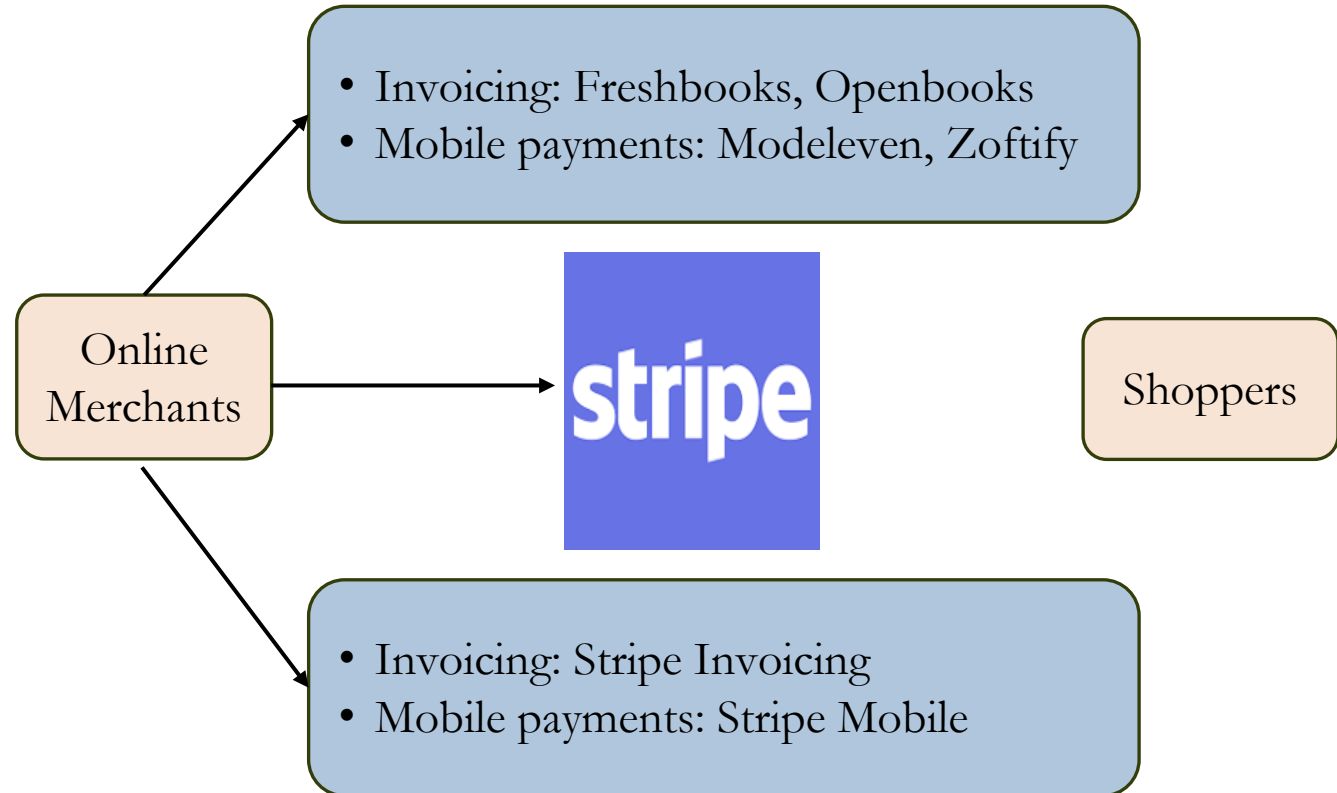 • Invoicing: Freshbooks, Openbooks
• Mobile payments: Modeleven, Zoftify
Online
Merchants
stripe
Shoppers
• Invoicing: Stripe Invoicing
• Mobile payments: Stripe Mobile